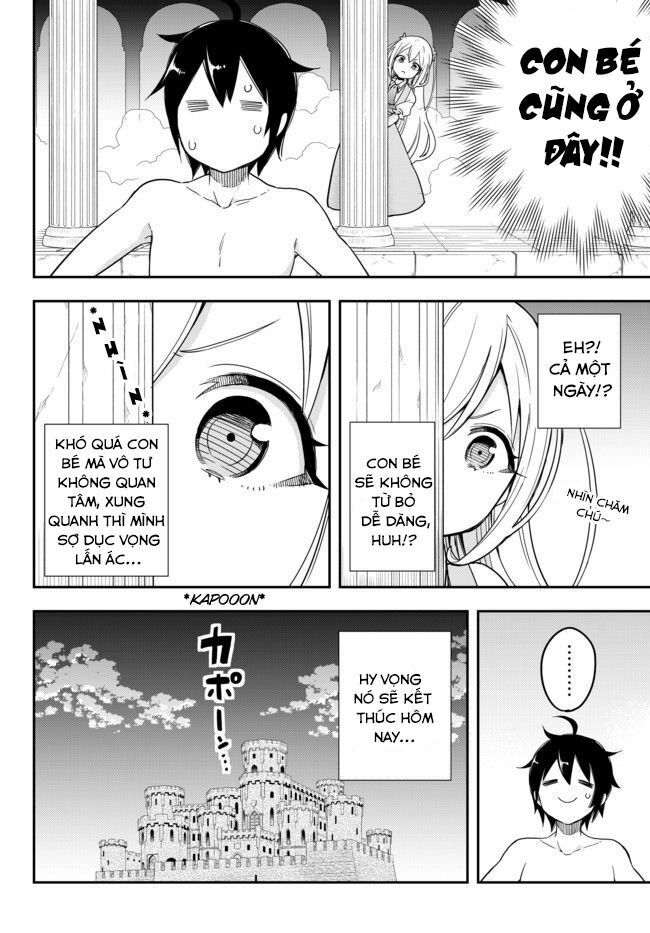 CON BÉ
CŨNG Ở
ĐÂY!!
EH?!
CẢ MỘT
NGÀY!?
NHÌN CHĂM
CHÚ~
CON BÉ
SẼ KHÔNG
TỪ BỎ
DỄ DÀNG,
HUH!?
*NHÌN*
KHÓ QUÁ CON
BÉ MÀ VÔ TƯ
KHÔNG QUAN
TÂM, XUNG
QUANH THÌ MÌNH
SỢ DỤC VỌNG
LẤN ÁC...
.......
*KAPOOON*
カポーン…
HY VỌNG
NÓ SẼ KẾT
THÚC HÔM
NAY...